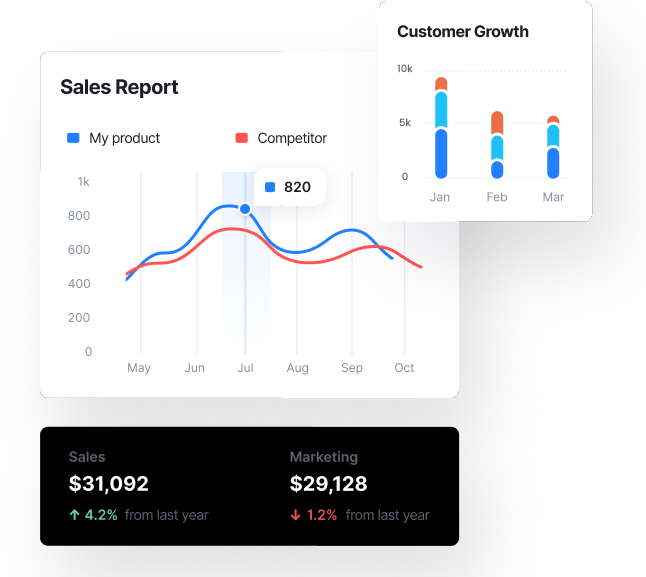 Customer Growth
10k
5k
0
Jan Feb Mar
Sales Report
My product Competitor
820
1k
800
600
400
200
0
May Jun Jul Aug Sep Oct
Sales Marketing
$31,092 $29,128
↑ 4.2% from last year ↓ 1.2% from last year